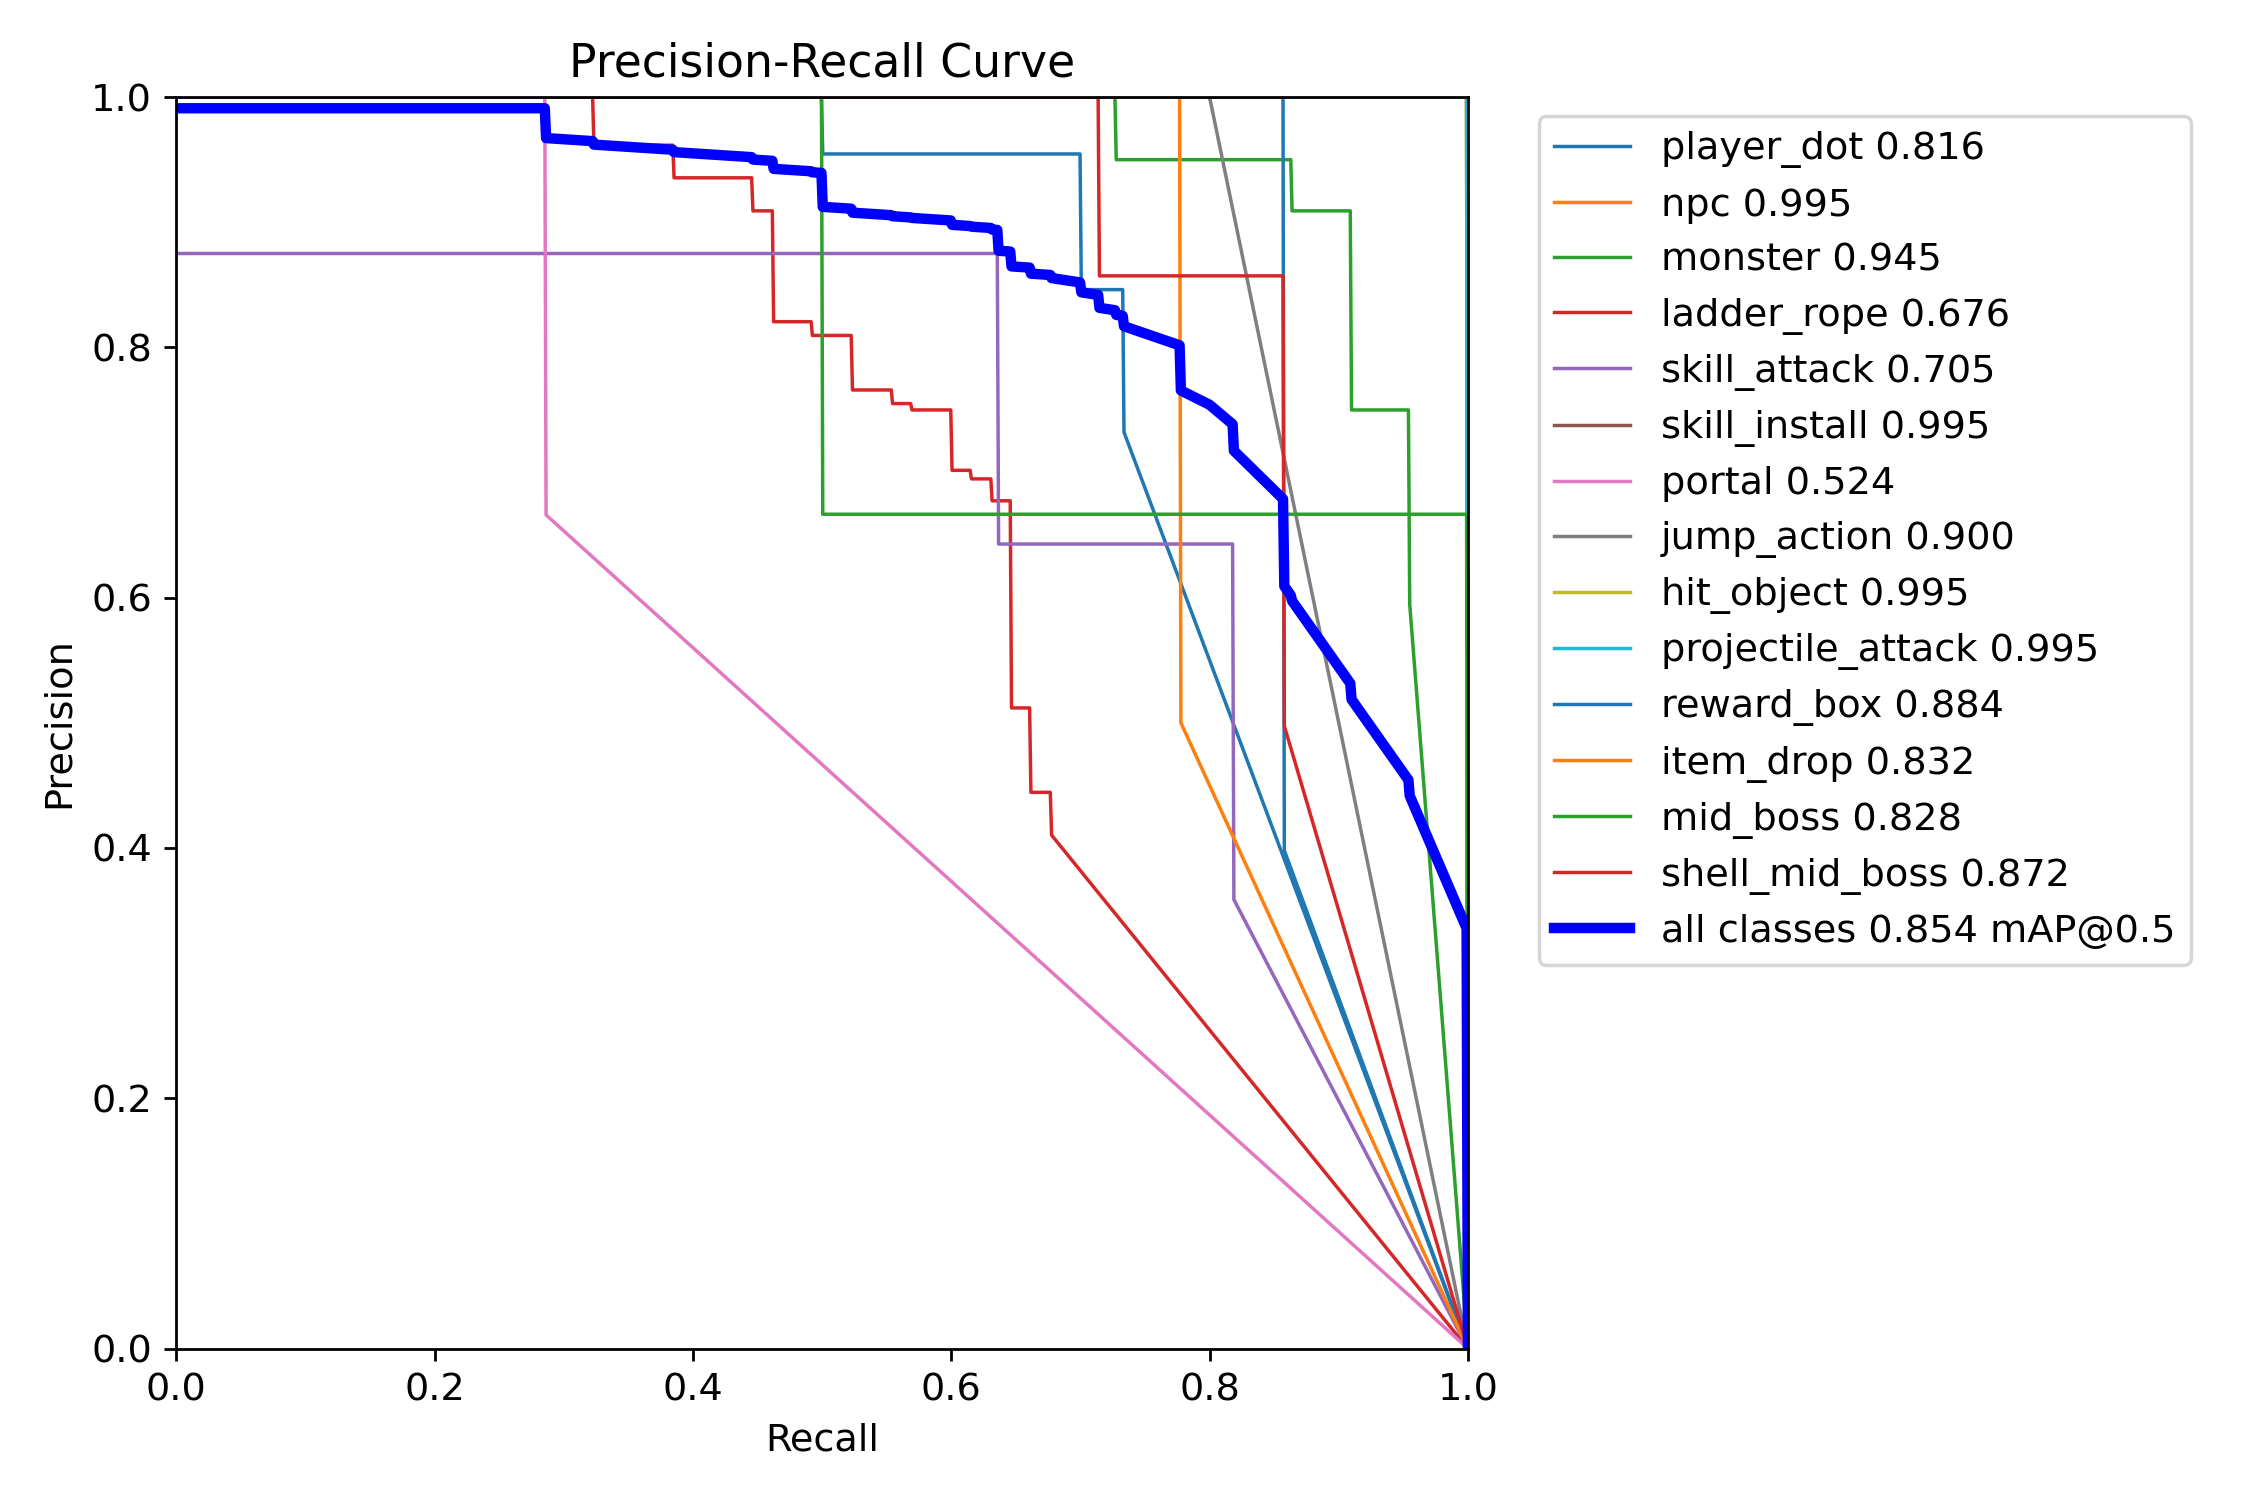 Precision-Recall Curve
1.0
0.8
0.6
0.4
0.2
0.0
Precision
0.0 0.2 0.4 0.6 0.8 1.0
Recall
player_dot 0.816
npc 0.995
monster 0.945
ladder_rope 0.676
skill_attack 0.705
skill_install 0.995
portal 0.524
jump_action 0.900
hit_object 0.995
projectile_attack 0.995
reward_box 0.884
item_drop 0.832
mid_boss 0.828
shell_mid_boss 0.872
all classes 0.854 mAP@0.5